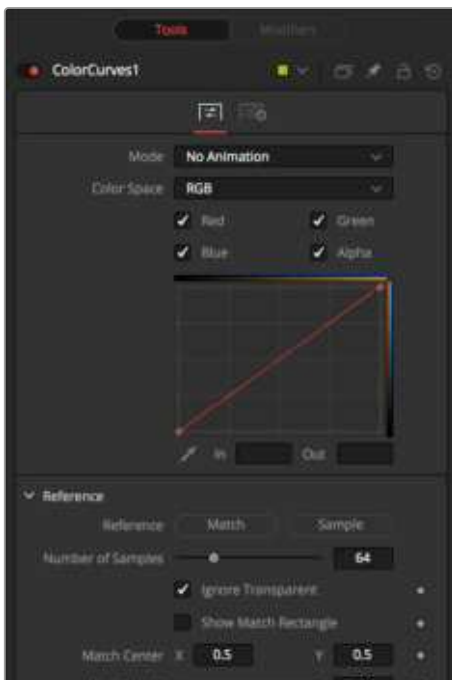 Tools Modifiers
ColorCurves1
Mode No Animation
Color Space RGB
Red Green
Blue Alpha
In Out
Reference
Reference Match Sample
Number of Samples 64
Ignore Transparent
Show Match Rectangle
Match Center X 0.5 Y 0.5